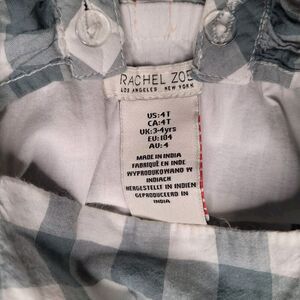 RACHEL ZOE
LOS ANGELES NEW YORK
US:4T
CA:4T
UK:3-4yrs
EU:104
AU:4
MADE IN INDIA
FABRIQUÉ EN INDE
WYPRODUKOWANO W
INDIACH
HERGESTELLT IN INDIEN
GEPRODUCEERD IN
INDIA